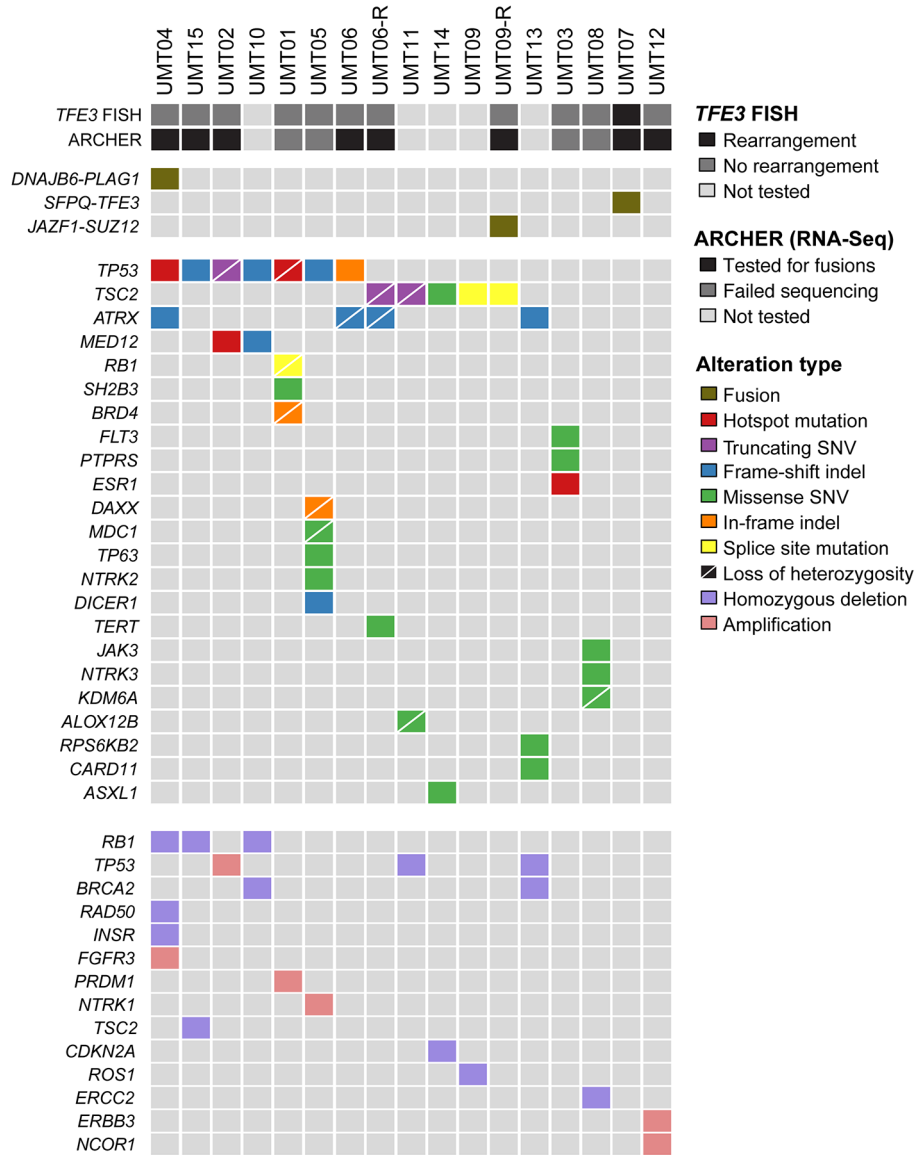 UMT04
UMT15
UMT02
UMT10
UMT01
UMT05
UMT06
UMT06-R
UMT11
UMT14
UMT09
UMT09-R
UMT13
UMT03
UMT08
UMT07
UMT12
TFE3 FISH
ARCHER
DNAJB6-PLAG1
SFPQ-TFE3
JAZF1-SUZ12
TP53
TSC2
ATRX
MED12
RB1
SH2B3
BRD4
FLT3
PTPRS
ESR1
DAXX
MDC1
TP63
NTRK2
DICER1
TERT
JAK3
NTRK3
KDM6A
ALOX12B
RPS6KB2
CARD11
ASXL1
RB1
TP53
BRCA2
RAD50
INSR
FGFR3
PRDM1
NTRK1
TSC2
CDKN2A
ROS1
ERCC2
ERBB3
NCOR1
TFE3 FISH
Rearrangement
No rearrangement
Not tested
ARCHER (RNA-Seq)
Tested for fusions
Failed sequencing
Not tested
Alteration type
Fusion
Hotspot mutation
Truncating SNV
Frame-shift indel
Missense SNV
In-frame indel
Splice site mutation
Loss of heterozygosity
Homozygous deletion
Amplification